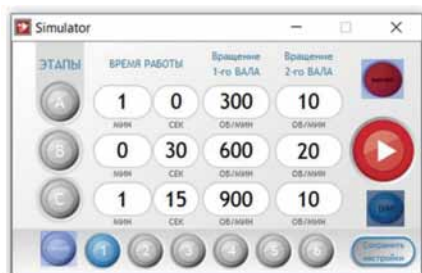 Simulator
ЭТАПЫ ВРЕМЯ РАБОТЫ Вращение 1-го ВАЛА Вращение 2-го ВАЛА
A 1 0 300 10
МИН СЕК ОБ/МИН ОБ/МИН
B 0 30 600 20
МИН СЕК ОБ/МИН ОБ/МИН
C 1 15 900 10
МИН СЕК ОБ/МИН ОБ/МИН
1 2 3 4 5 6 Сохранить настройки